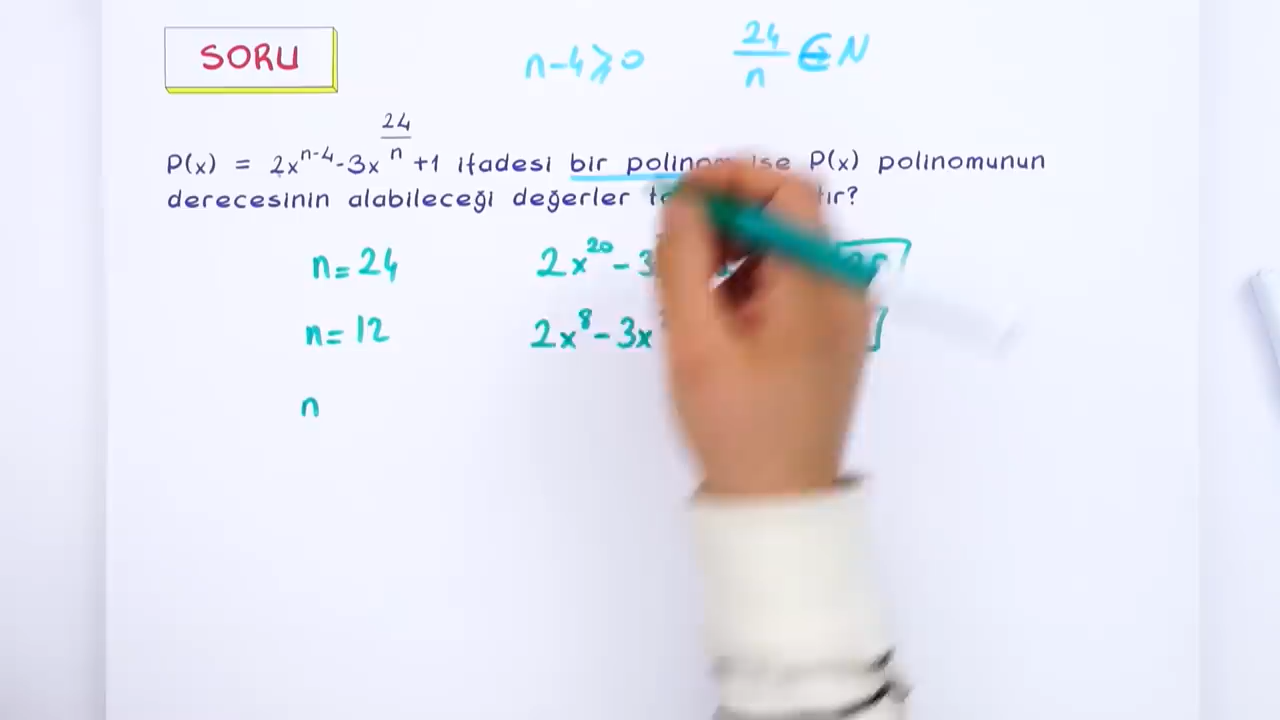 SORU
n-4⩾0 24/n ∈ N
P(x) = 2x^(n-4)-3x^(24/n)+1 ifadesi bir polinom ise P(x) polinomunun
derecesinin alabileceği değerler
n=24 2x^20-3
n=12 2x^8-3x
n